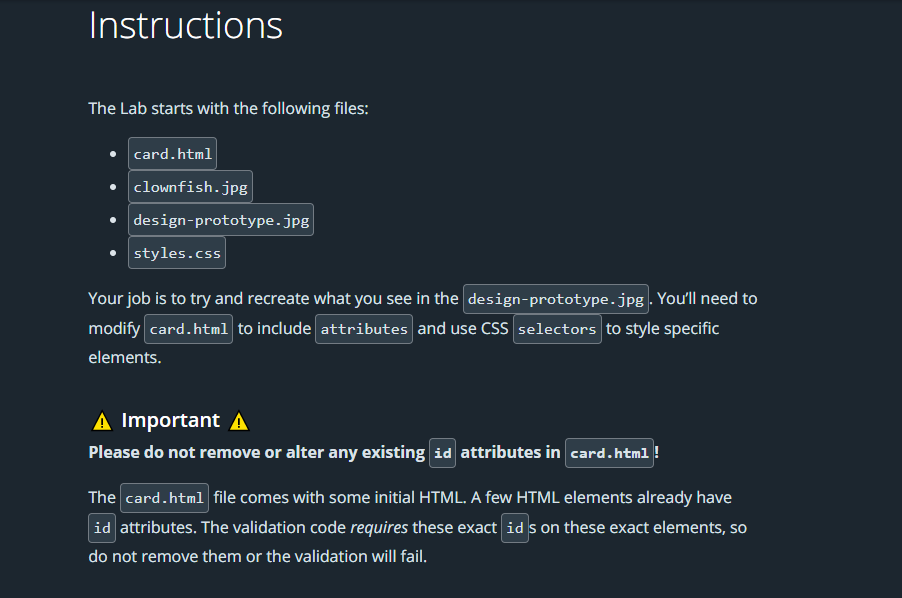 Instructions
The Lab starts with the following files:
card.html
clownfish.jpg
design-prototype.jpg
styles.css
Your job is to try and recreate what you see in the design-prototype.jpg. You’ll need to
modify card.html to include attributes and use CSS selectors to style specific
elements.
⚠ Important ⚠
Please do not remove or alter any existing id attributes in card.html!
The card.html file comes with some initial HTML. A few HTML elements already have
id attributes. The validation code requires these exact ids on these exact elements, so
do not remove them or the validation will fail.